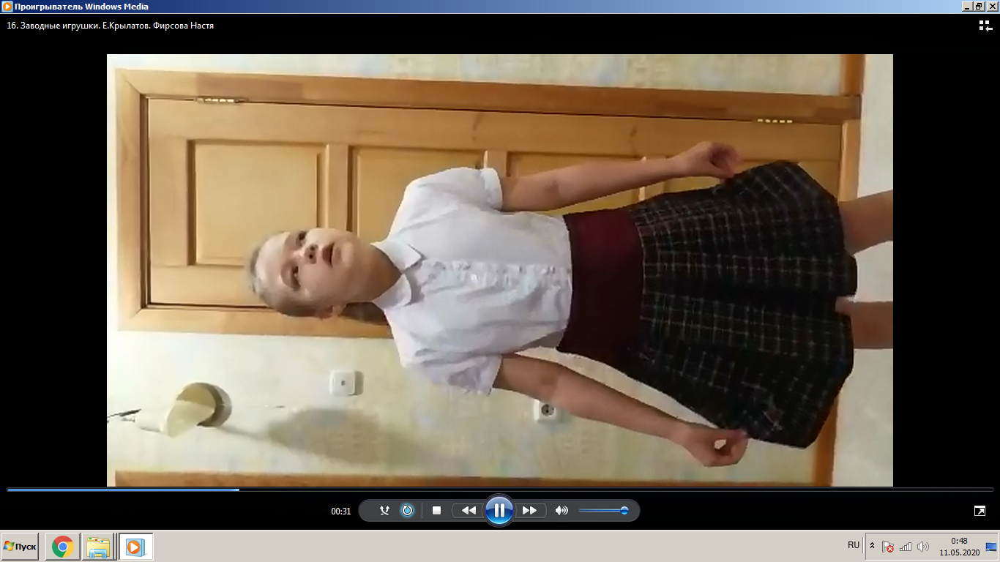 Проигрыватель Windows Media
16. Заводные игрушки. Е.Крылатов. Фирсова Настя
00:31
Пуск
RU
0:48
11.05.2020